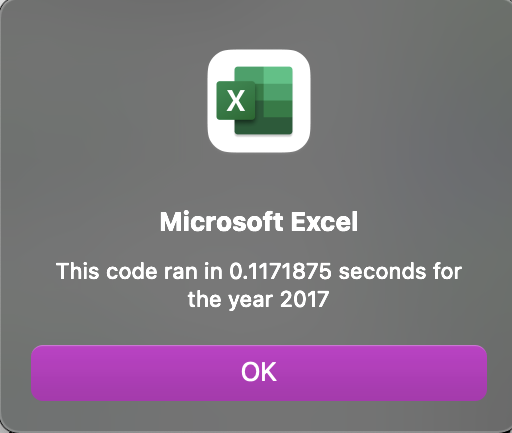 X
Microsoft Excel
This code ran in 0.1171875 seconds for
the year 2017
OK